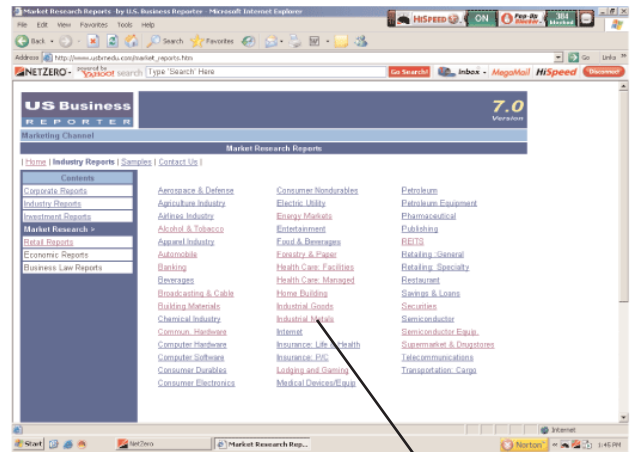 Market Research Reports - by U.S. Business Reporter - Microsoft Internet Explorer
HiSPEED ON Pop-Up 384 blocked
File Edit View Favorites Tools Help
Back Search Favorites
Address http://www.usbrnedu.com/market_reports.htm Go Links
NETZERO - powered by YAHOO! search Type 'Search' Here Go Search! Inbox - MegaMail HiSpeed Disconnect
US Business
REPORTER
7.0
Version
Marketing Channel
Market Research Reports
| Home | Industry Reports | Samples | Contact Us |
Contents
Corporate Reports
Industry Reports
Investment Reports
Market Research >
Retail Reports
Economic Reports
Business Law Reports
Aerospace & Defense Consumer Nondurables Petroleum
Agriculture Industry Electric Utility Petroleum Equipment
Airlines Industry Energy Markets Pharmaceutical
Alcohol & Tobacco Entertainment Publishing
Apparel Industry Food & Beverages REITS
Automobile Forestry & Paper Retailing: General
Banking Health Care: Facilities Retailing: Specialty
Beverages Health Care: Managed Restaurant
Broadcasting & Cable Home Building Savings & Loans
Building Materials Industrial Goods Securities
Chemical Industry Industrial Metals Semiconductor
Commun. Hardware Internet Semiconductor Equip.
Computer Hardware Insurance: Life & Health Supermarket & Drugstores
Computer Software Insurance: P/C Telecommunications
Consumer Durables Lodging and Gaming Transportation: Cargo
Consumer Electronics Medical Devices/Equip
Internet
Start NetZero Market Research Rep... Norton 1:45 PM